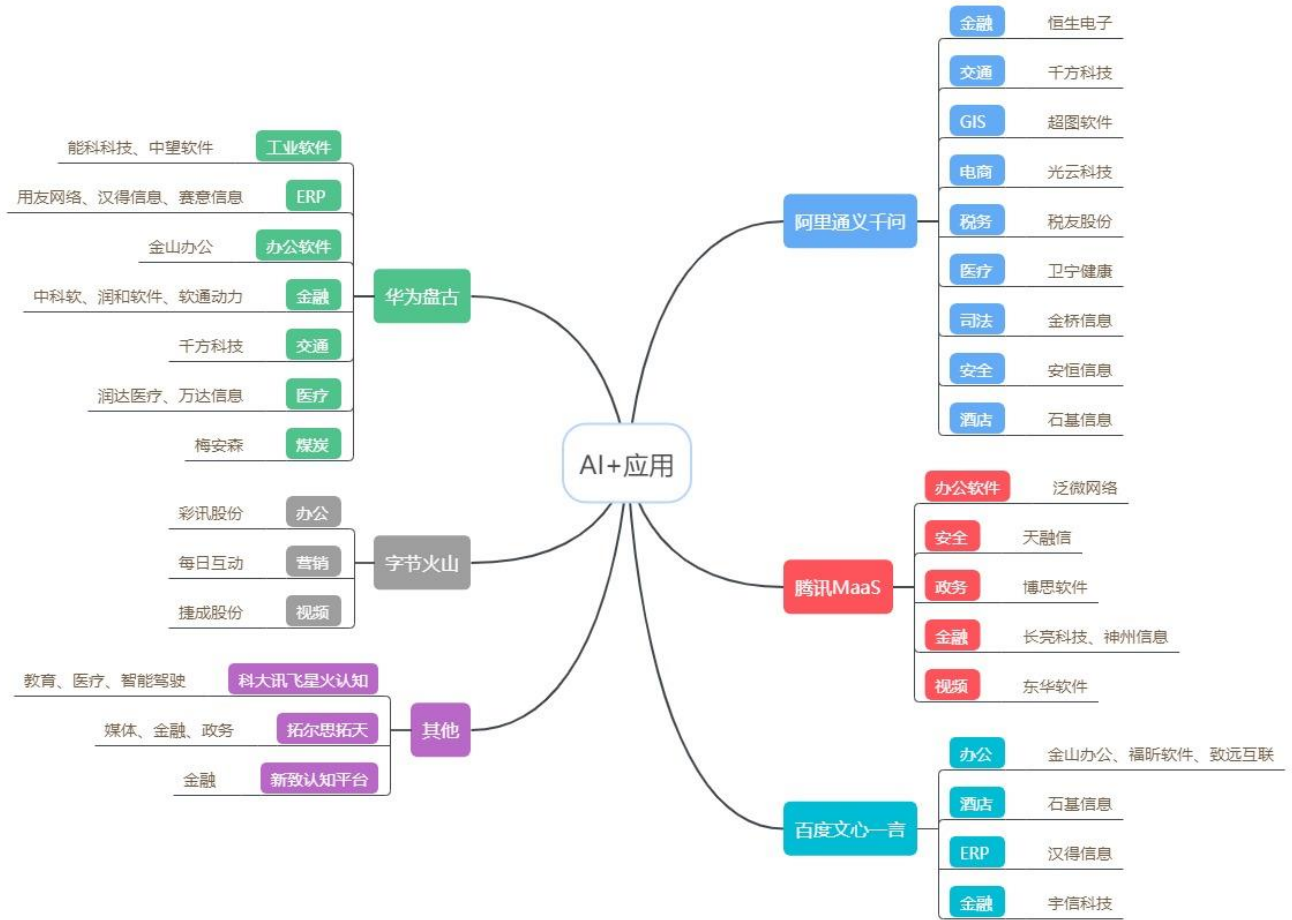 AI+应用
阿里通义千问
金融 恒生电子
交通 千方科技
GIS 超图软件
电商 光云科技
税务 税友股份
医疗 卫宁健康
司法 金桥信息
安全 安恒信息
酒店 石基信息
腾讯MaaS
办公软件 泛微网络
安全 天融信
政务 博思软件
金融 长亮科技、神州信息
视频 东华软件
百度文心一言
办公 金山办公、福昕软件、致远互联
酒店 石基信息
ERP 汉得信息
金融 宇信科技
华为盘古
能科科技、中望软件 工业软件
用友网络、汉得信息、赛意信息 ERP
金山办公 办公软件
中科软、润和软件、软通动力 金融
千方科技 交通
润达医疗、万达信息 医疗
梅安森 煤炭
字节火山
彩讯股份 办公
每日互动 营销
捷成股份 视频
其他
教育、医疗、智能驾驶 科大讯飞星火认知
媒体、金融、政务 拓尔思拓天
金融 新致认知平台